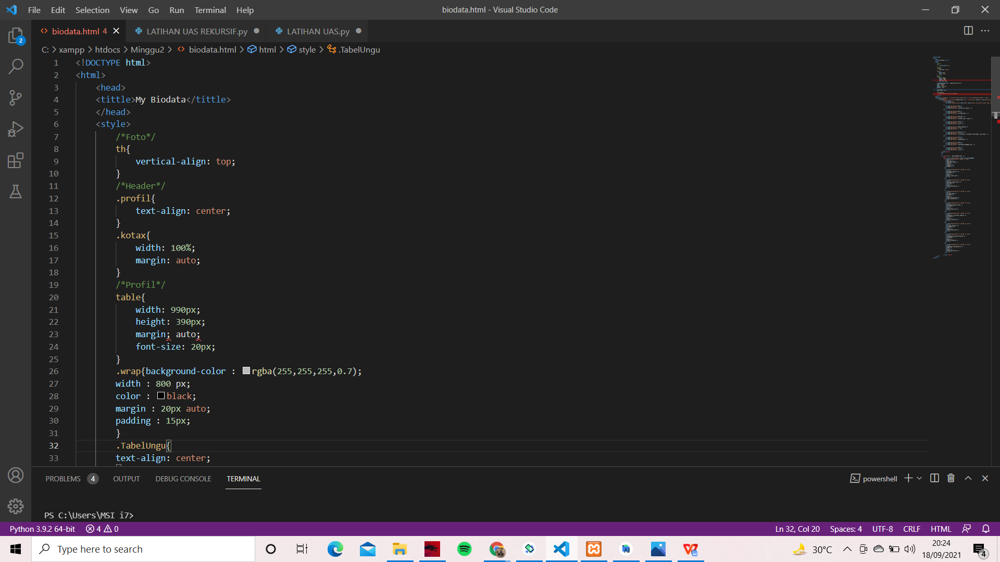 File Edit Selection View Go Run Terminal Help
biodata.html - Visual Studio Code
2
biodata.html 4
LATIHAN UAS REKURSIF.py
LATIHAN UAS.py
C: > xampp > htdocs > Minggu2 > biodata.html > html > style > .TabelUngu
1 <!DOCTYPE html>
2 <html>
3 <head>
4 <tittle>My Biodata</tittle>
5 </head>
6 <style>
7 /*Foto*/
8 th{
9 vertical-align: top;
10 }
11 /*Header*/
12 .profil{
13 text-align: center;
14 }
15 .kotax{
16 width: 100%;
17 margin: auto;
18 }
19 /*Profil*/
20 table{
21 width: 990px;
22 height: 390px;
23 margin; auto;
24 font-size: 20px;
25 }
26 .wrap{background-color : rgba(255,255,255,0.7);
27 width : 800 px;
28 color : black;
29 margin : 20px auto;
30 padding : 15px;
31 }
32 .TabelUngu{
33 text-align: center;
PROBLEMS 4 OUTPUT DEBUG CONSOLE TERMINAL
powershell
PS C:\Users\MSI i7>
Python 3.9.2 64-bit 4 0
Ln 32, Col 20 Spaces: 4 UTF-8 CRLF HTML
Type here to search
30°C
20:24
18/09/2021
4